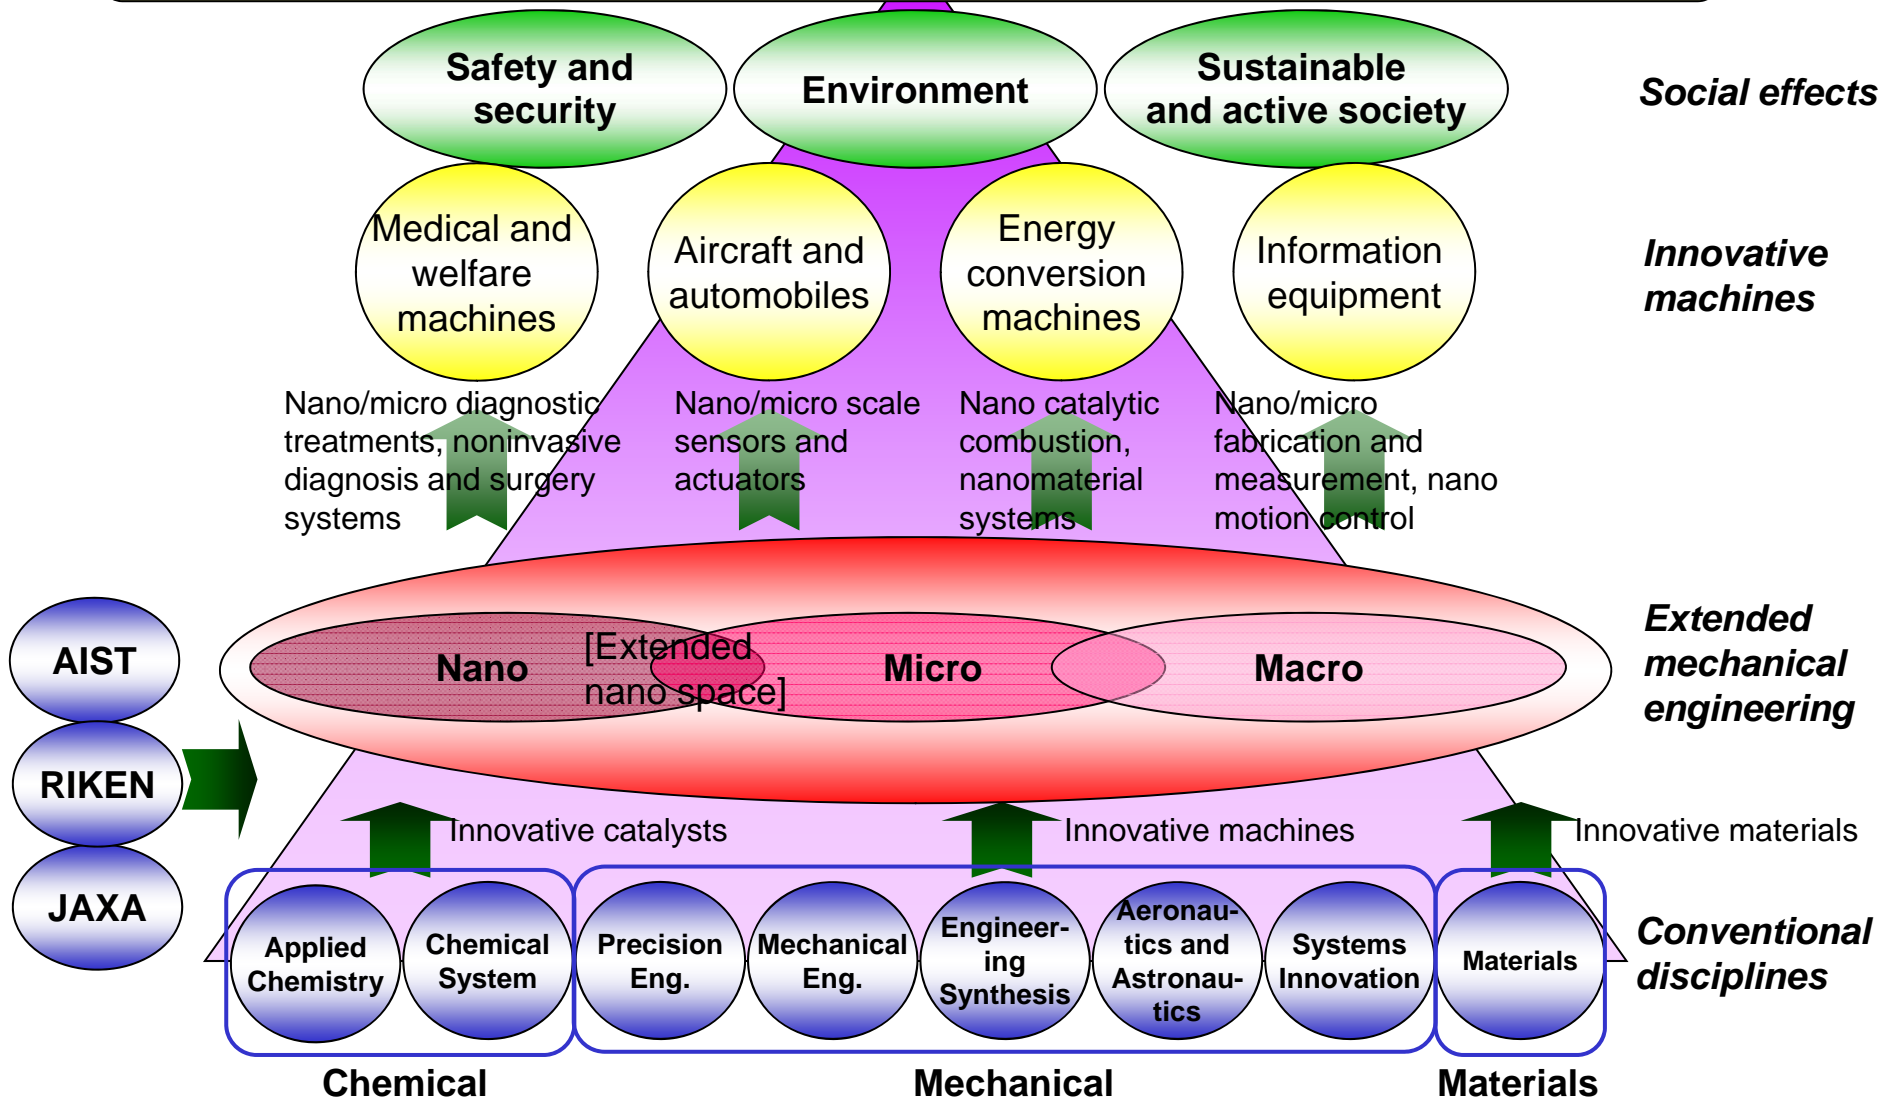 Safety and
security
Environment
Sustainable
and active society
Social effects
Medical and
welfare
machines
Aircraft and
automobiles
Energy
conversion
machines
Information
equipment
Innovative
machines
Nano/micro diagnostic
treatments, noninvasive
diagnosis and surgery
systems
Nano/micro scale
sensors and
actuators
Nano catalytic
combustion,
nanomaterial
systems
Nano/micro
fabrication and
measurement, nano
motion control
AIST
RIKEN
JAXA
Nano
[Extended
nano space]
Micro
Macro
Extended
mechanical
engineering
Innovative catalysts
Innovative machines
Innovative materials
Applied
Chemistry
Chemical
System
Precision
Eng.
Mechanical
Eng.
Engineer-
ing
Synthesis
Aeronau-
tics and
Astronau-
tics
Systems
Innovation
Materials
Conventional
disciplines
Chemical
Mechanical
Materials